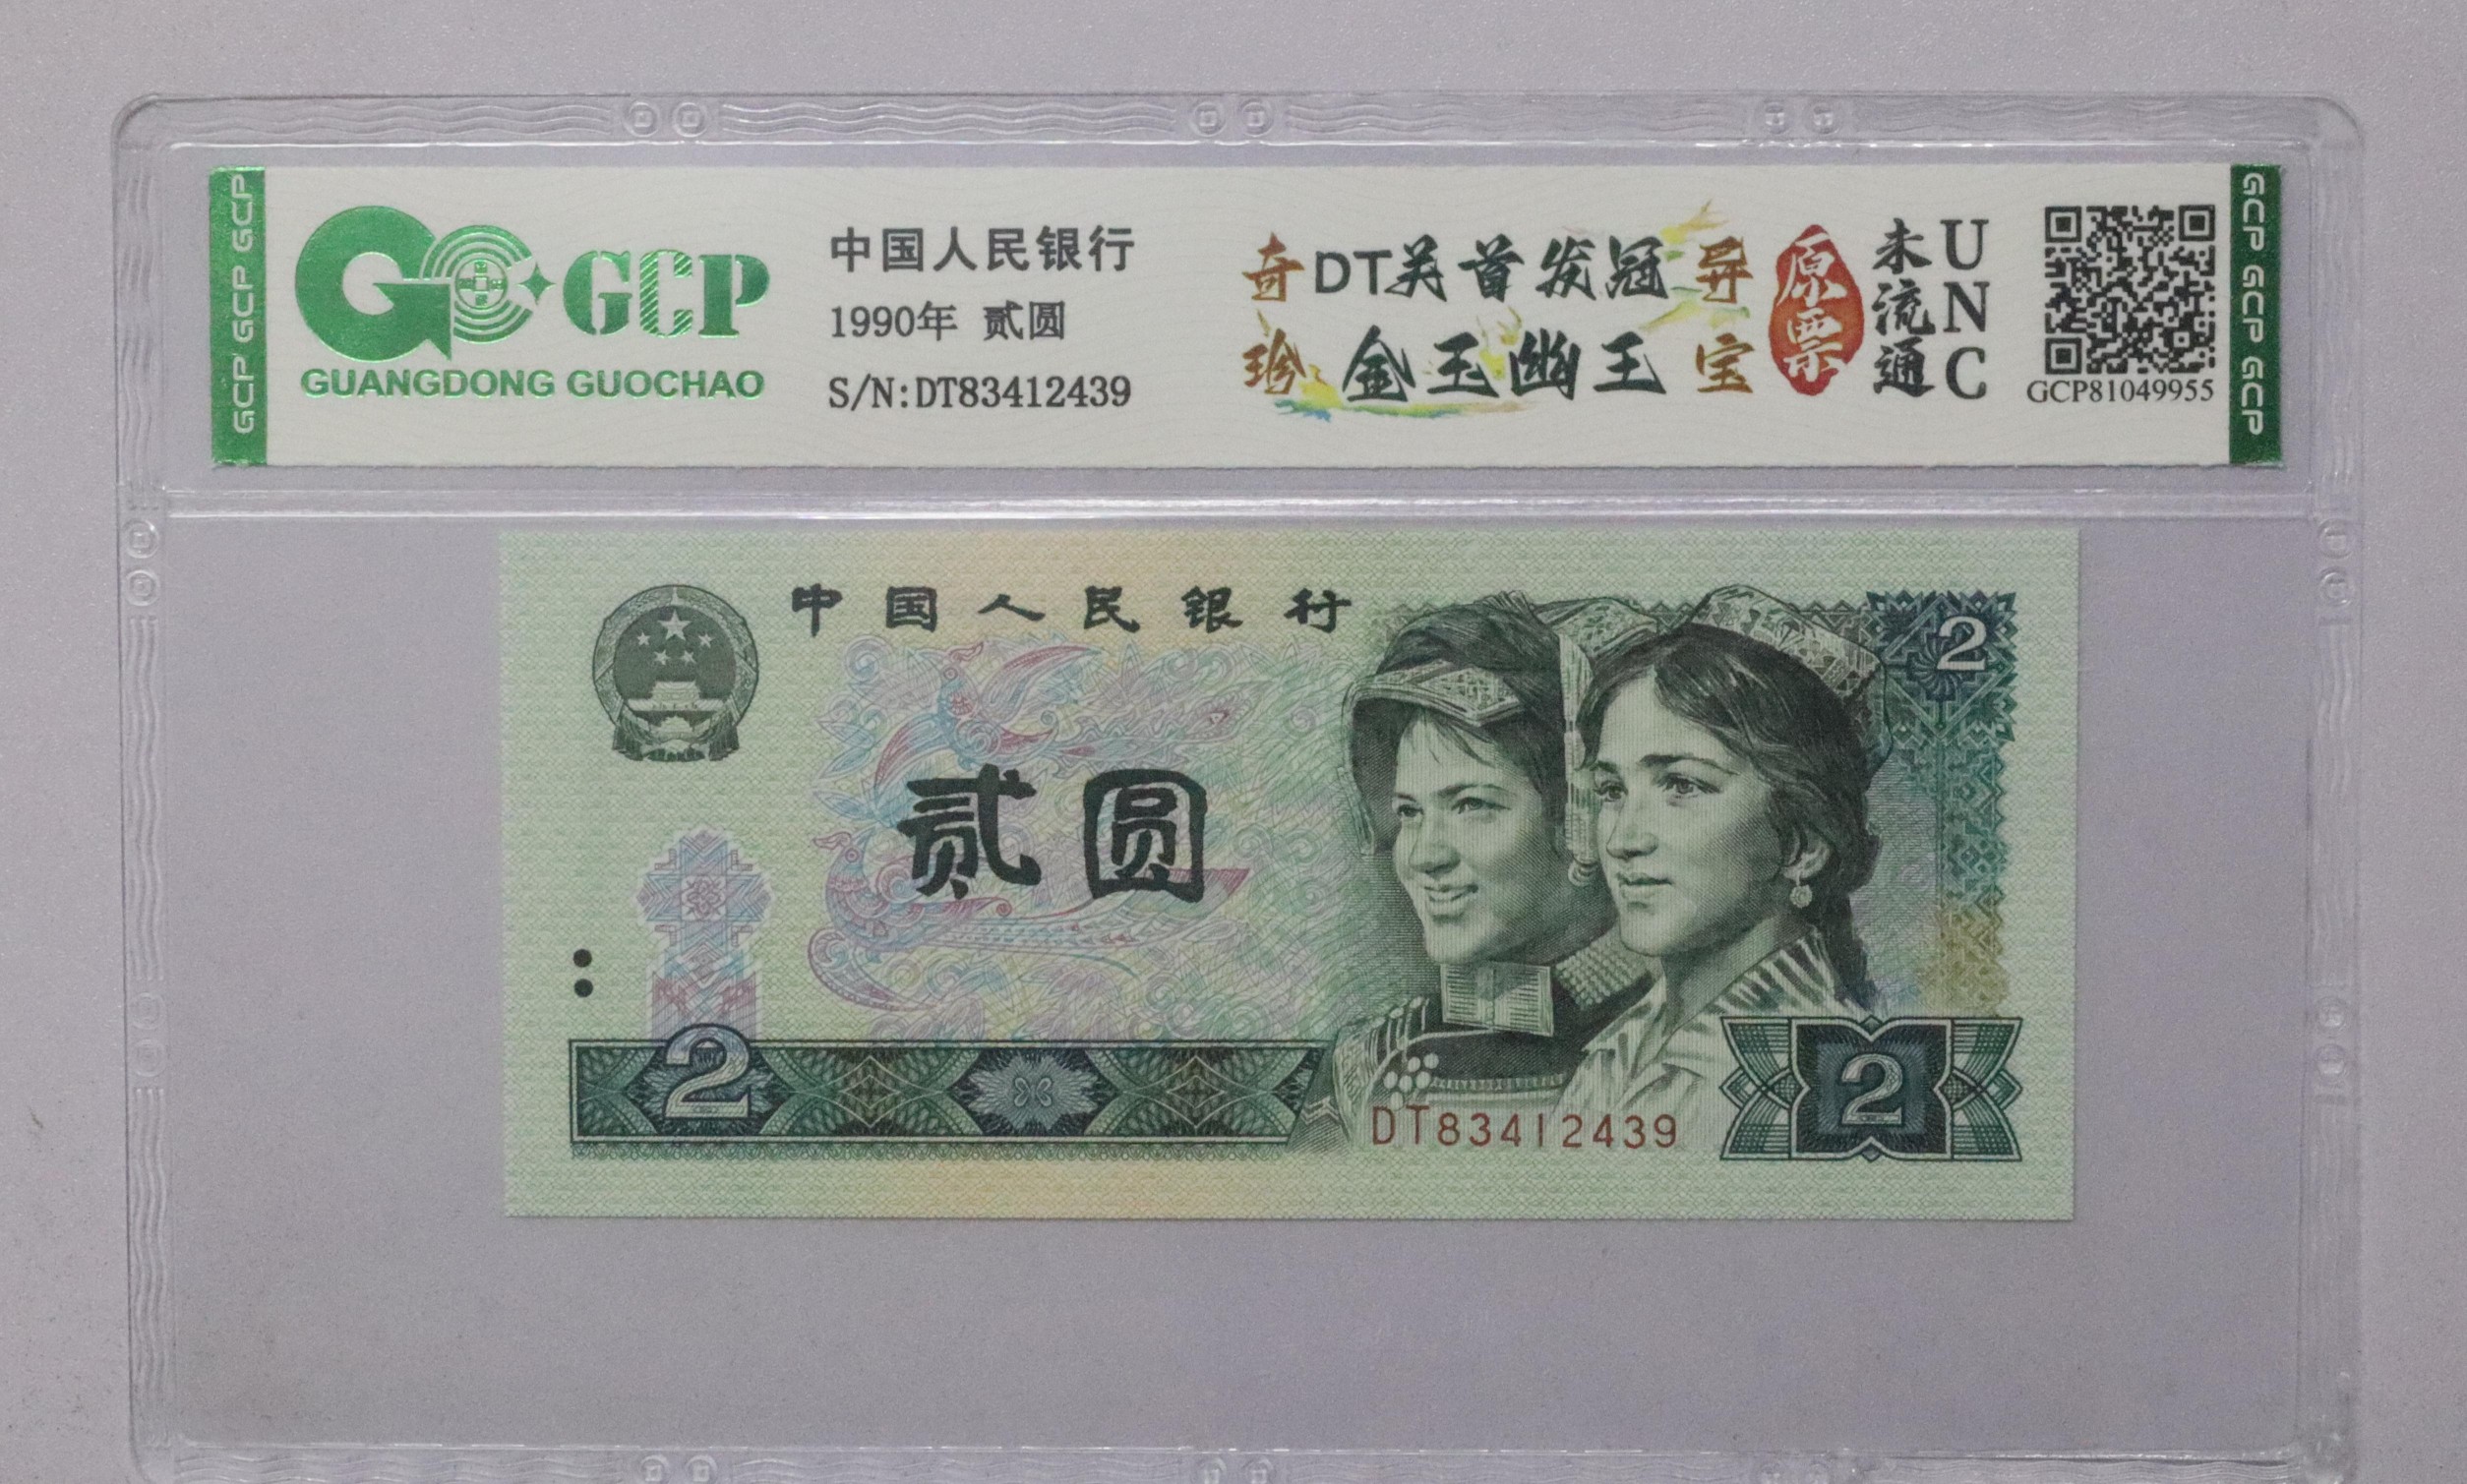 GCP GCP GCP
GCP
GUANGDONG GUOCHAO
中国人民银行
1990年 贰圆
S/N:DT83412439
奇DT关首发冠异
珍金玉幽王宝
原票
未流通
UNC
GCP81049955
GCP GCP GCP
中国人民银行
2
贰圆
2
DT83412439
2